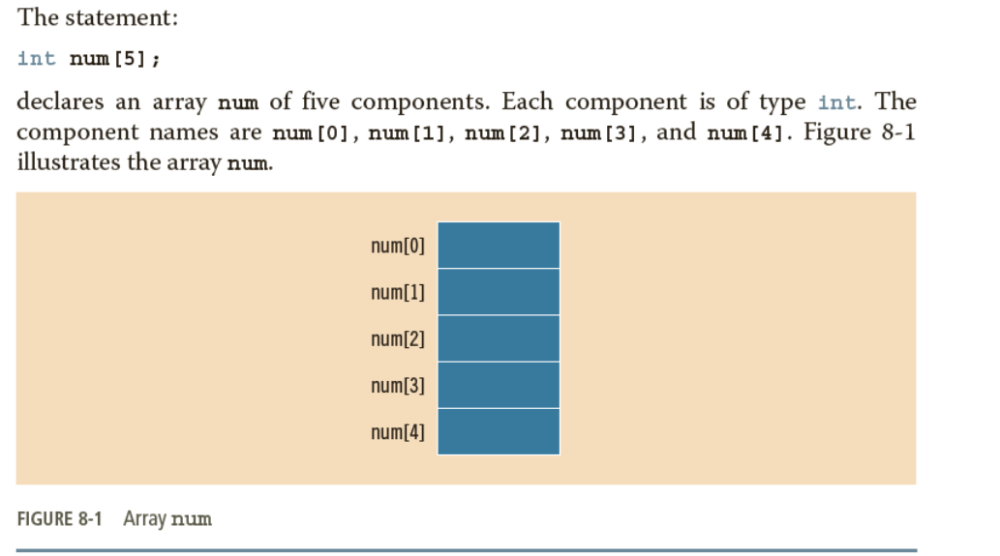 The statement:
int num[5];
declares an array num of five components. Each component is of type int. The
component names are num[0], num[1], num[2], num[3], and num[4]. Figure 8-1
illustrates the array num.
num[0]
num[1]
num[2]
num[3]
num[4]
FIGURE 8-1 Array num